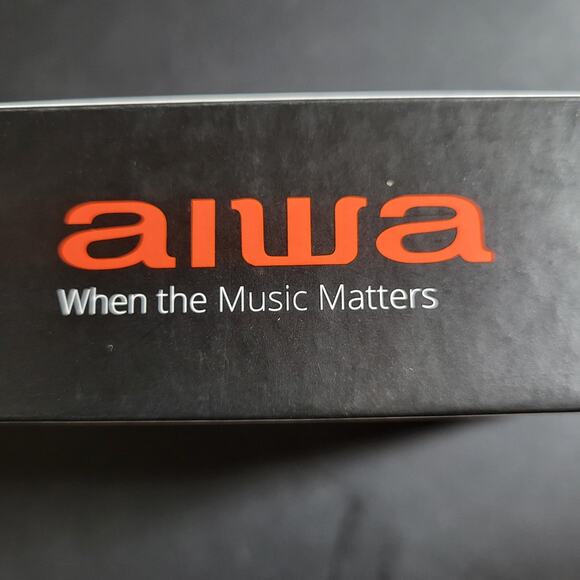 aiwa
When the Music Matters